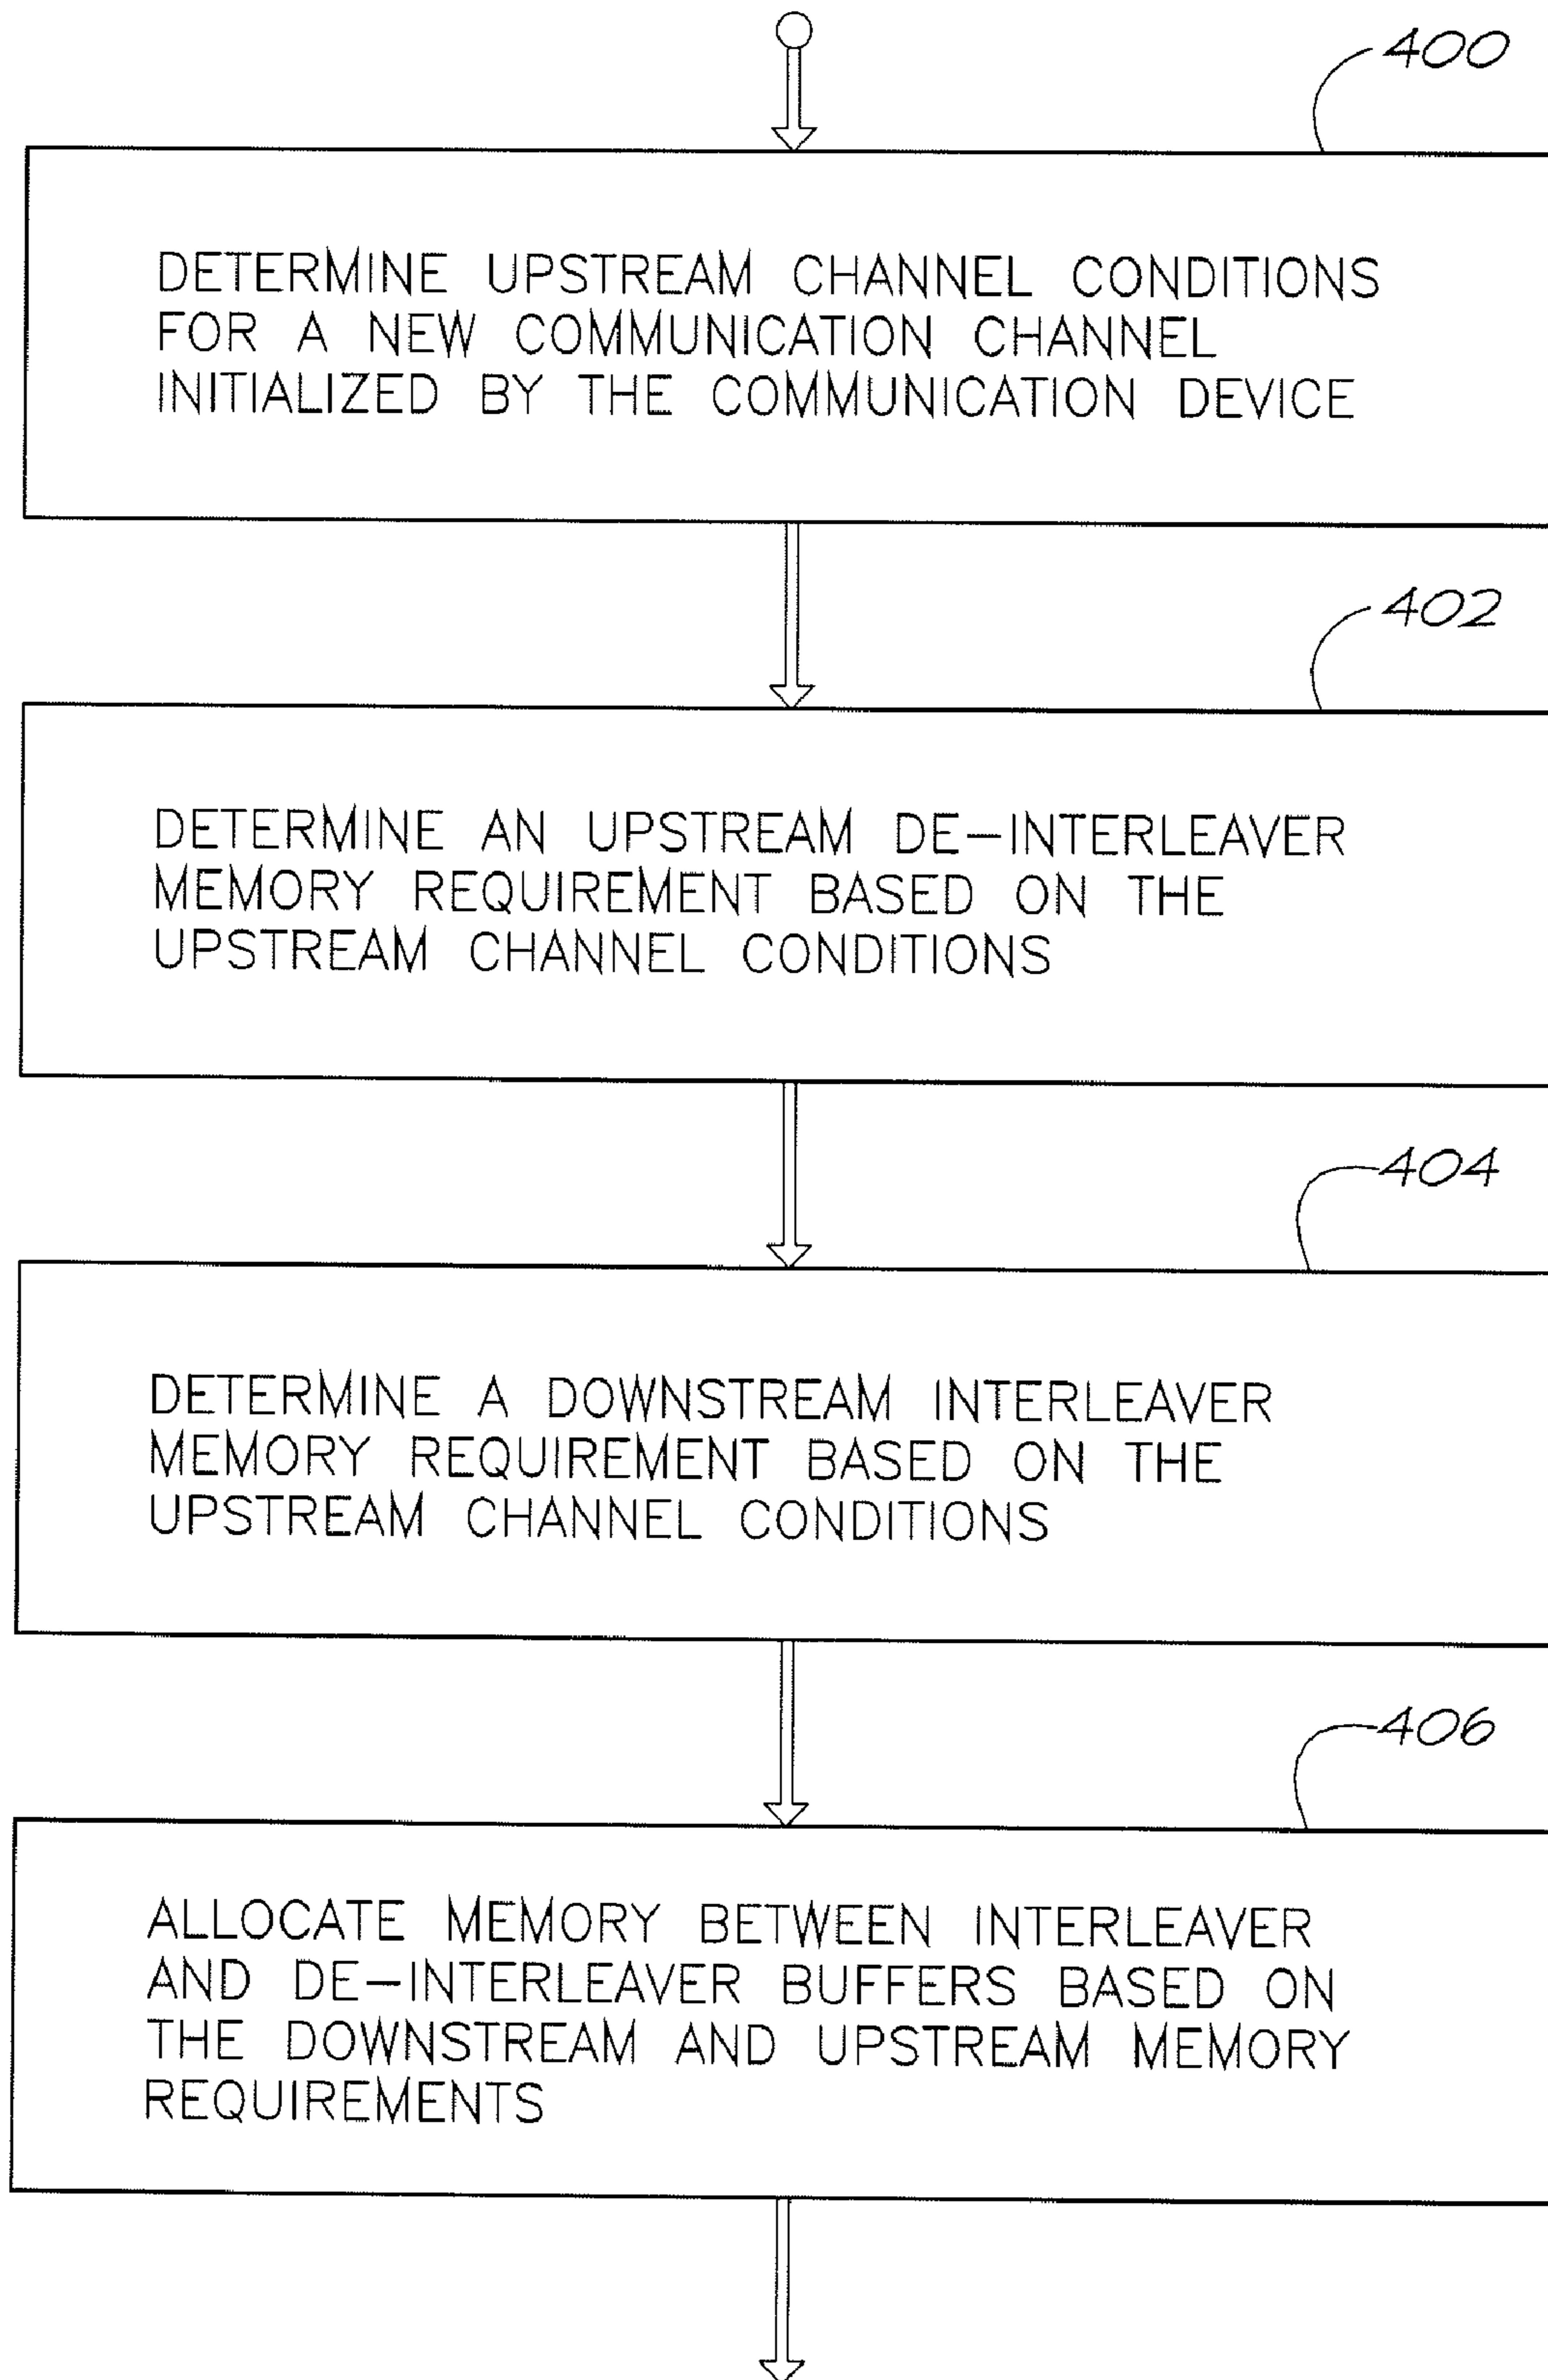 400
DETERMINE UPSTREAM CHANNEL CONDITIONS
FOR A NEW COMMUNICATION CHANNEL
INITIALIZED BY THE COMMUNICATION DEVICE
402
DETERMINE AN UPSTREAM DE-INTERLEAVER
MEMORY REQUIREMENT BASED ON THE
UPSTREAM CHANNEL CONDITIONS
404
DETERMINE A DOWNSTREAM INTERLEAVER
MEMORY REQUIREMENT BASED ON THE
UPSTREAM CHANNEL CONDITIONS
406
ALLOCATE MEMORY BETWEEN INTERLEAVER
AND DE-INTERLEAVER BUFFERS BASED ON
THE DOWNSTREAM AND UPSTREAM MEMORY
REQUIREMENTS